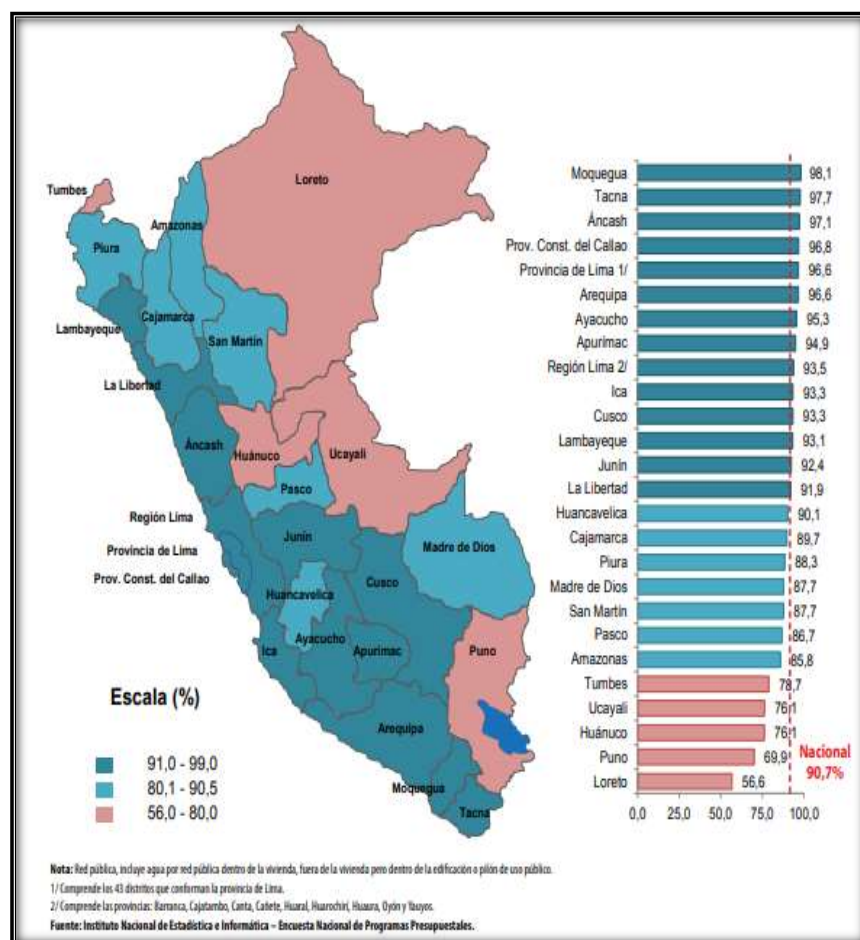 Loreto
Tumbes
Amazonas
Piura
Lambayeque
Cajamarca
San Martín
La Libertad
Áncash
Huánuco
Ucayali
Pasco
Región Lima
Junín
Provincia de Lima
Madre de Dios
Prov. Const. del Callao
Cusco
Huancavelica
Ica
Ayacucho
Apurimac
Puno
Arequipa
Moquegua
Tacna
Escala (%)
91,0 - 99,0
80,1 - 90,5
56,0 - 80,0
Moquegua 98,1
Tacna 97,7
Áncash 97,1
Prov. Const. del Callao 96,8
Provincia de Lima 1/ 96,6
Arequipa 96,6
Ayacucho 95,3
Apurímac 94,9
Región Lima 2/ 93,5
Ica 93,3
Cusco 93,3
Lambayeque 93,1
Junín 92,4
La Libertad 91,9
Huancavelica 90,1
Cajamarca 89,7
Piura 88,3
Madre de Dios 87,7
San Martín 87,7
Pasco 86,7
Amazonas 85,8
Tumbes 78,7
Ucayali 76,1
Huánuco 76,1
Puno 69,9
Loreto 56,6
Nacional
90,7%
0,0 25,0 50,0 75,0 100,0
Nota: Red pública, incluye agua por red pública dentro de la vivienda, fuera de la vivienda pero dentro de la edificación o pilón de uso público.
1/ Comprende los 43 distritos que conforman la provincia de Lima.
2/ Comprende las provincias: Barranca, Cajatambo, Canta, Cañete, Huaral, Huarochirí, Huaura, Oyón y Yauyos.
Fuente: Instituto Nacional de Estadística e Informática – Encuesta Nacional de Programas Presupuestales.